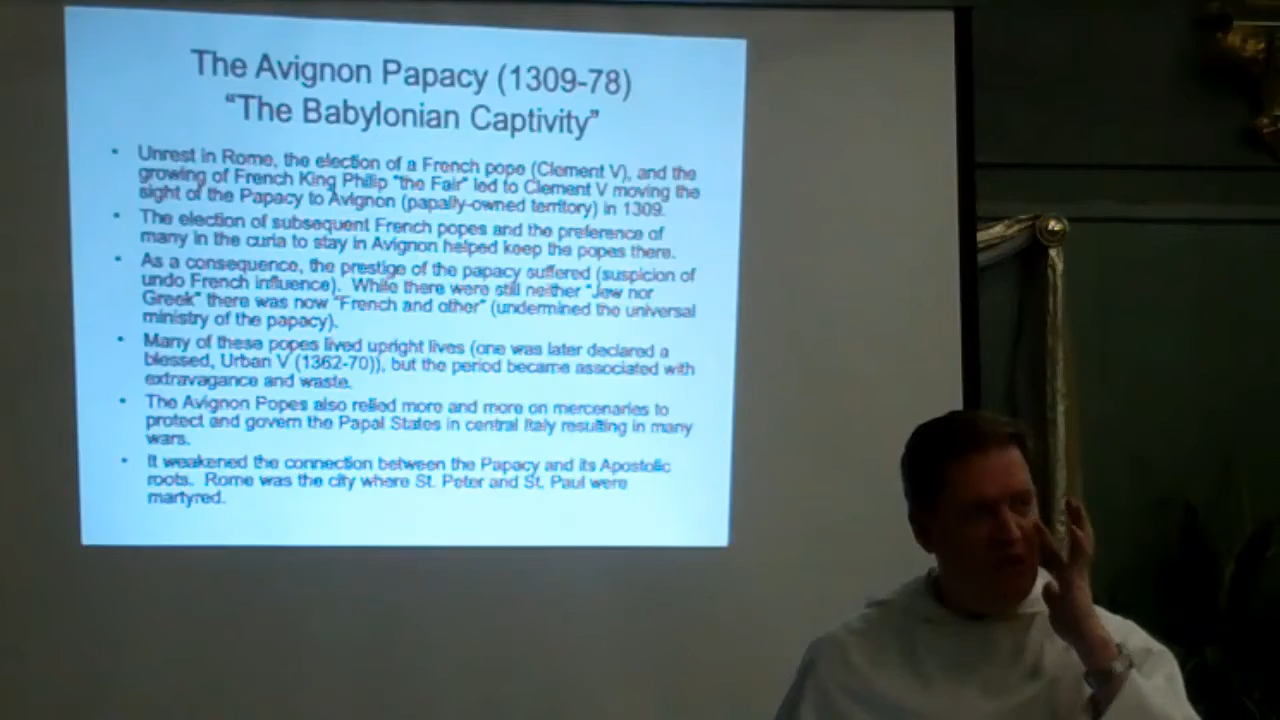 The Avignon Papacy (1309-78)
“The Babylonian Captivity”
• Unrest in Rome, the election of a French pope (Clement V), and the
growing of French King Philip “the Fair” led to Clement V moving the
sight of the Papacy to Avignon (papally-owned territory) in 1309.
• The election of subsequent French popes and the preference of
many in the curia to stay in Avignon helped keep the popes there.
• As a consequence, the prestige of the papacy suffered (suspicion of
undo French influence). While there were still neither “Jew nor
Greek” there was now “French and other” (undermined the universal
ministry of the papacy).
• Many of these popes lived upright lives (one was later declared a
blessed, Urban V (1362-70)), but the period became associated with
extravagance and waste.
• The Avignon Popes also relied more and more on mercenaries to
protect and govern the Papal States in central Italy resulting in many
wars.
• It weakened the connection between the Papacy and its Apostolic
roots. Rome was the city where St. Peter and St. Paul were
martyred.